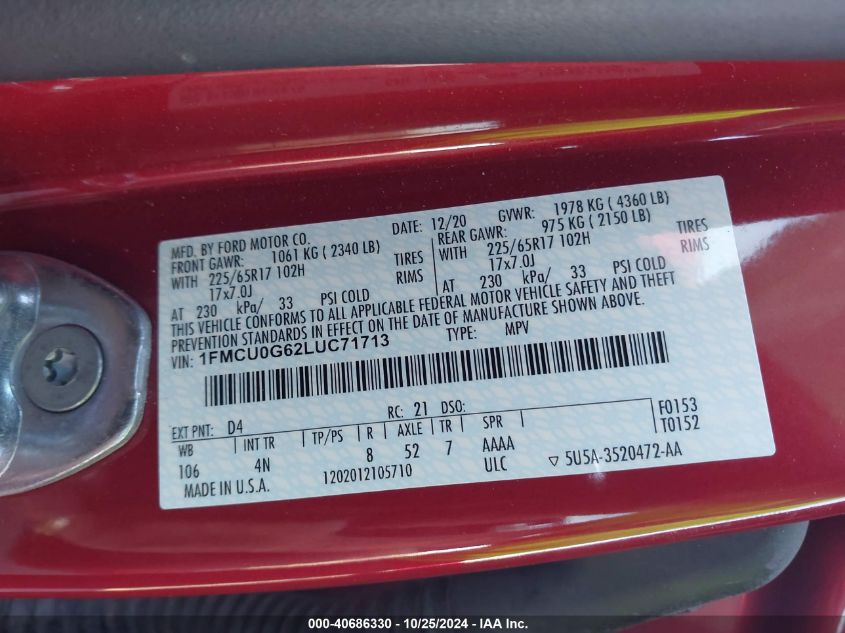 MFD. BY FORD MOTOR CO. DATE: 12/20 GVWR: 1978 KG ( 4360 LB)
FRONT GAWR: 1061 KG ( 2340 LB) REAR GAWR: 975 KG ( 2150 LB)
WITH 225/65R17 102H TIRES WITH 225/65R17 102H TIRES
17x7.0J RIMS 17x7.0J RIMS
AT 230 kPa/ 33 PSI COLD AT 230 kPa/ 33 PSI COLD
THIS VEHICLE CONFORMS TO ALL APPLICABLE FEDERAL MOTOR VEHICLE SAFETY AND THEFT
PREVENTION STANDARDS IN EFFECT ON THE DATE OF MANUFACTURE SHOWN ABOVE.
VIN: 1FMCU0G62LUC71713 TYPE: MPV
EXT PNT: D4 RC: 21 DSO: F0153
WB INT TR TP/PS R AXLE TR SPR T0152
106 4N 8 52 7 AAAA
MADE IN U.S.A. 1202012105710 ULC ▽ 5U5A-3520472-AA
000-40686330 - 10/25/2024 - IAA Inc.